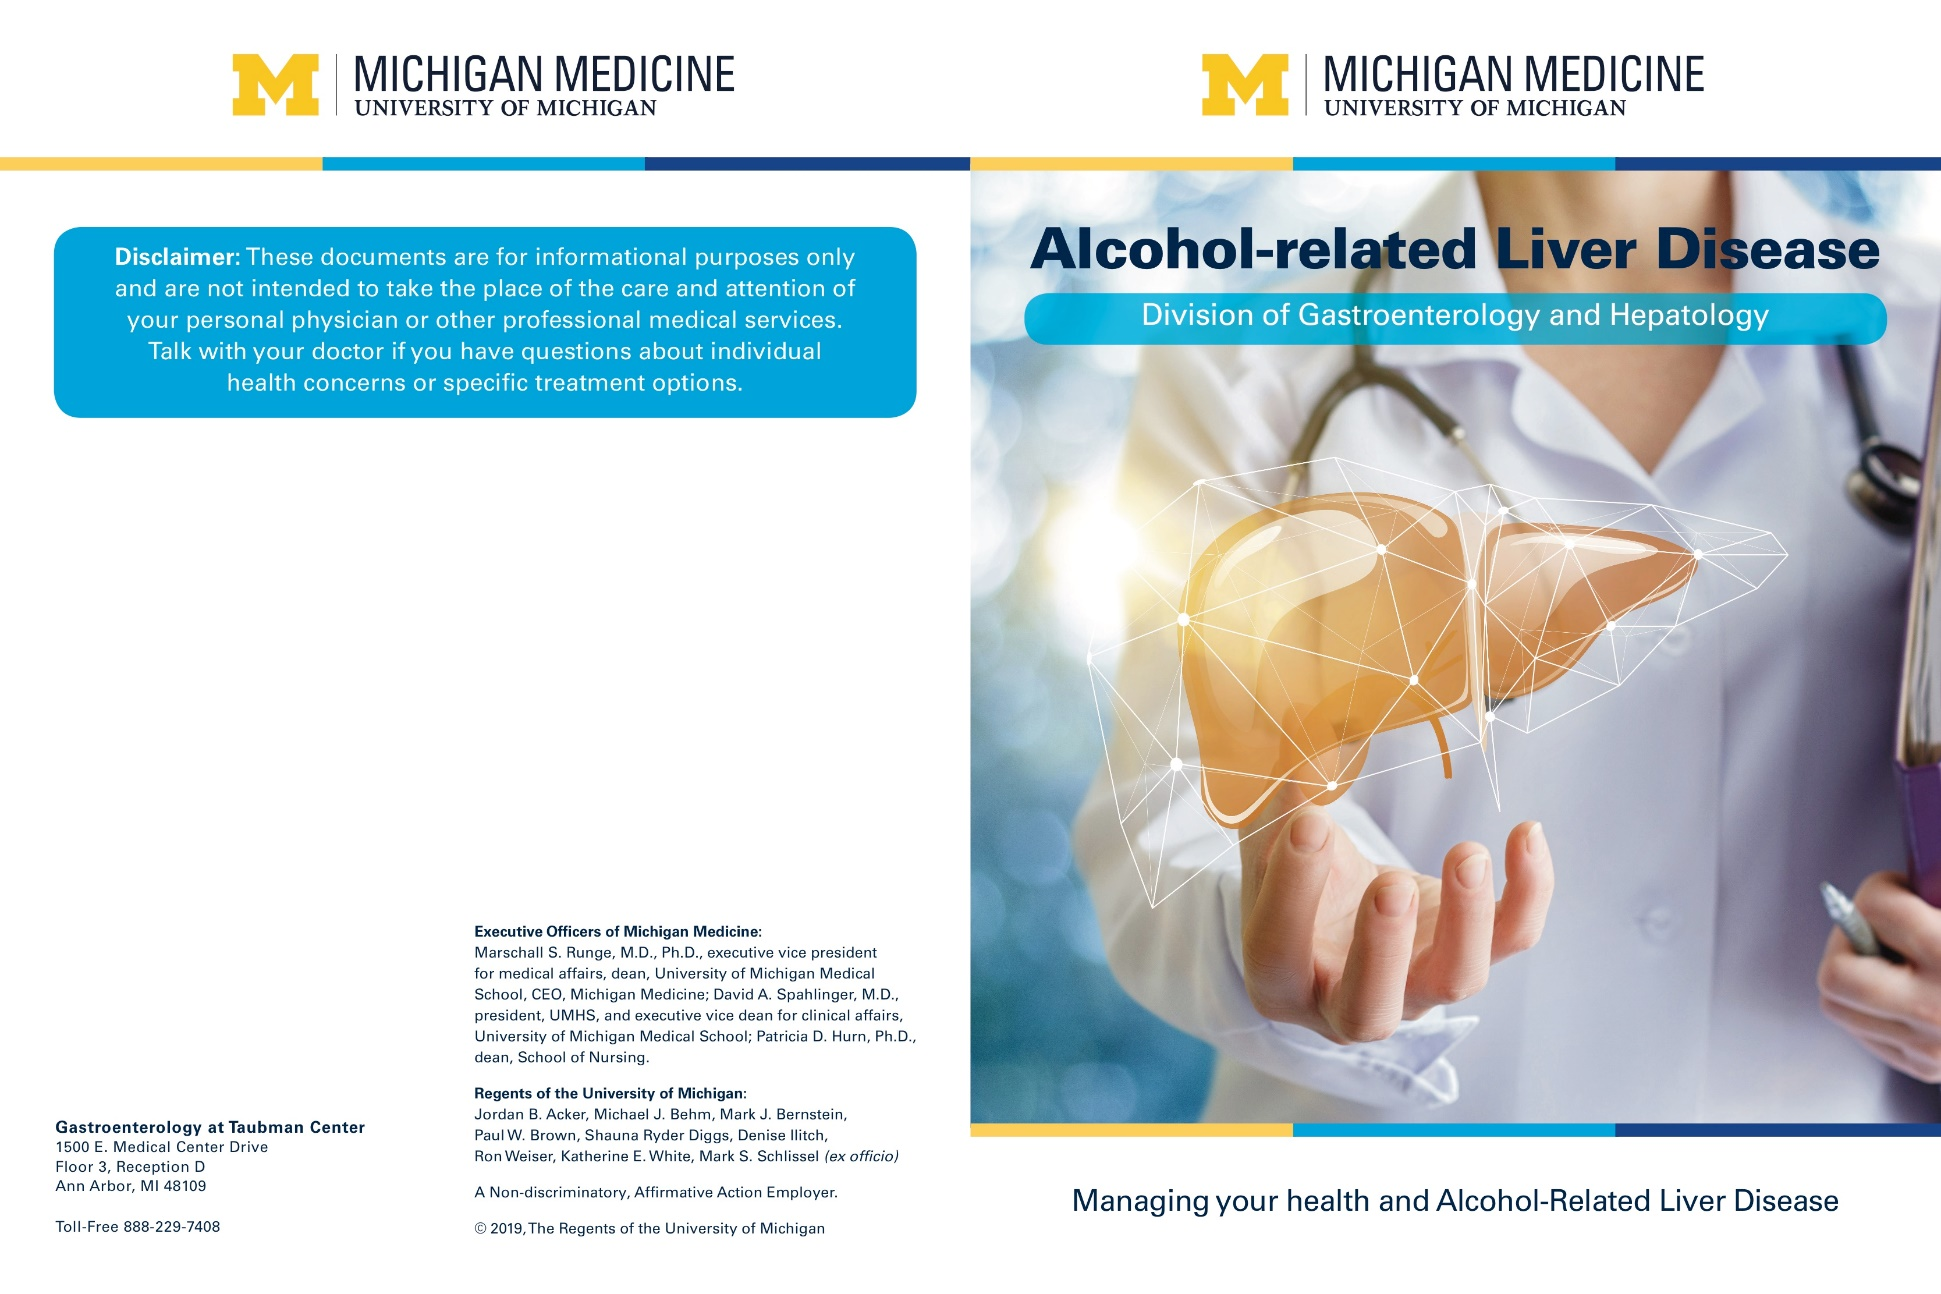 MICHIGAN MEDICINE
UNIVERSITY OF MICHIGAN
Disclaimer: These documents are for informational purposes only
and are not intended to take the place of the care and attention of
your personal physician or other professional medical services.
Talk with your doctor if you have questions about individual
health concerns or specific treatment options.
Gastroenterology at Taubman Center
1500 E. Medical Center Drive
Floor 3, Reception D
Ann Arbor, MI 48109
Toll-Free 888-229-7408
Executive Officers of Michigan Medicine:
Marschall S. Runge, M.D., Ph.D., executive vice president
for medical affairs, dean, University of Michigan Medical
School, CEO, Michigan Medicine; David A. Spahlinger, M.D.,
president, UMHS, and executive vice dean for clinical affairs,
University of Michigan Medical School; Patricia D. Hurn, Ph.D.,
dean, School of Nursing.
Regents of the University of Michigan:
Jordan B. Acker, Michael J. Behm, Mark J. Bernstein,
Paul W. Brown, Shauna Ryder Diggs, Denise Ilitch,
Ron Weiser, Katherine E. White, Mark S. Schlissel (ex officio)
A Non-discriminatory, Affirmative Action Employer.
© 2019, The Regents of the University of Michigan
M MICHIGAN MEDICINE
UNIVERSITY OF MICHIGAN
Alcohol-related Liver Disease
Division of Gastroenterology and Hepatology
Managing your health and Alcohol-Related Liver Disease